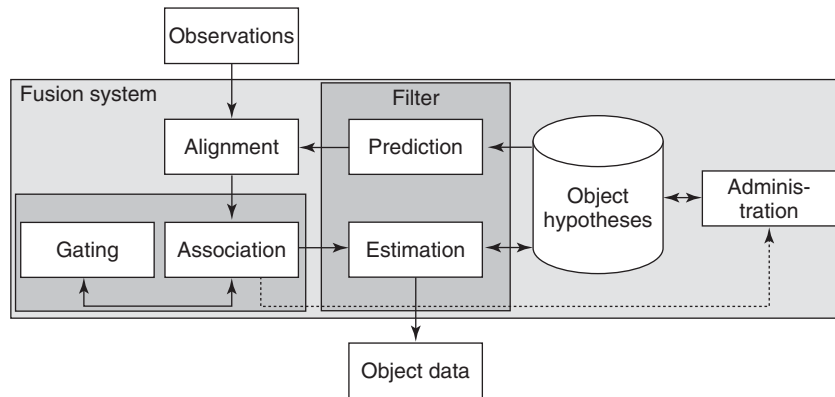 Observations
Fusion system
Filter
Alignment
Prediction
Object
hypotheses
Adminis-
tration
Gating
Association
Estimation
Object data